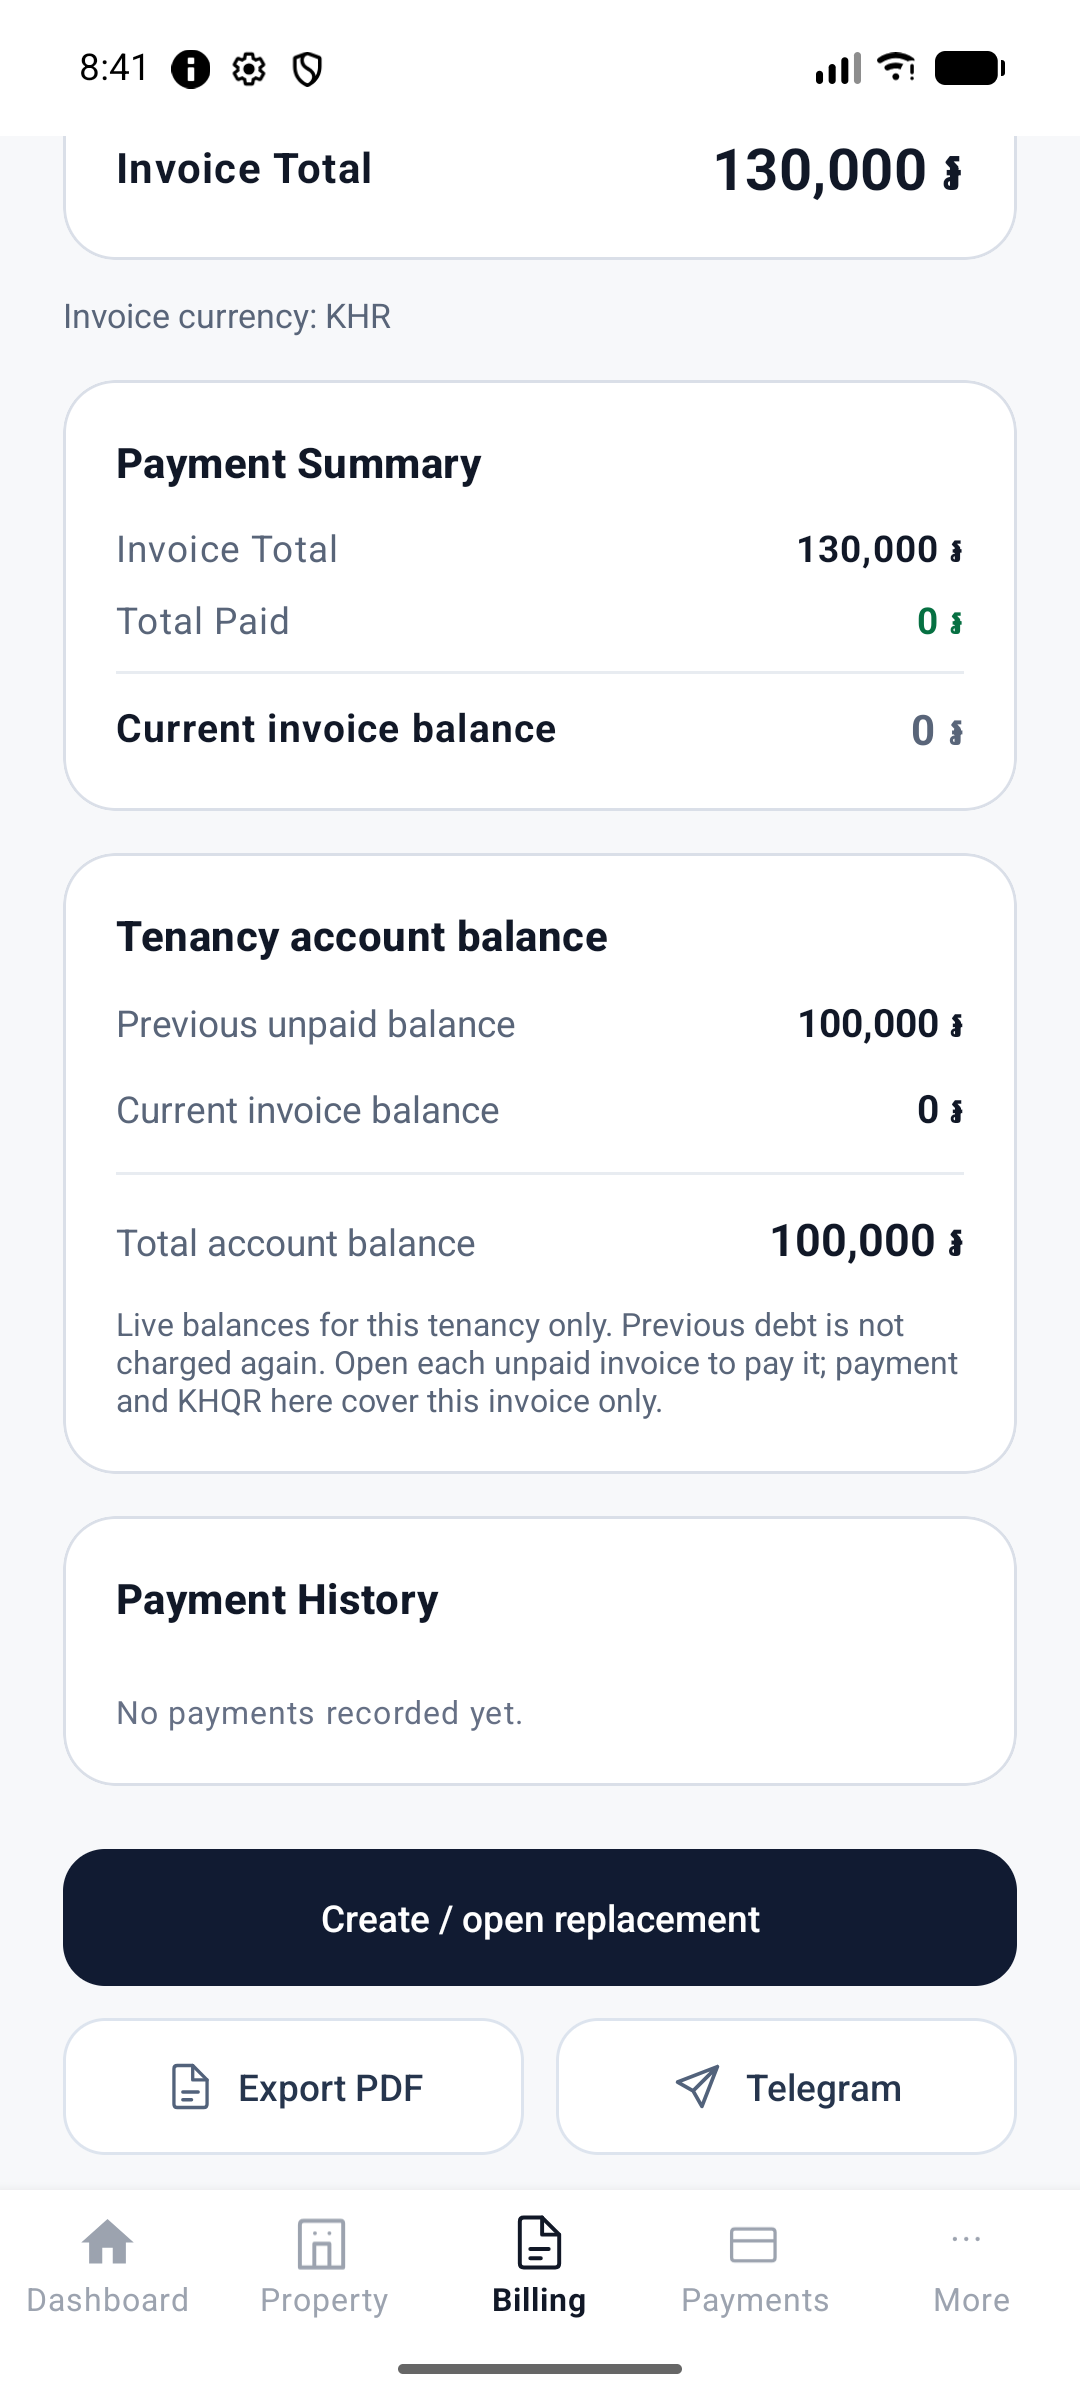 8:41
Invoice Total
130,000 ៛
Invoice currency: KHR
Payment Summary
Invoice Total
130,000 ៛
Total Paid
0 ៛
Current invoice balance
0 ៛
Tenancy account balance
Previous unpaid balance
100,000 ៛
Current invoice balance
0 ៛
Total account balance
100,000 ៛
Live balances for this tenancy only. Previous debt is not
charged again. Open each unpaid invoice to pay it; payment
and KHQR here cover this invoice only.
Payment History
No payments recorded yet.
Create / open replacement
Export PDF
Telegram
Dashboard
Property
Billing
Payments
More